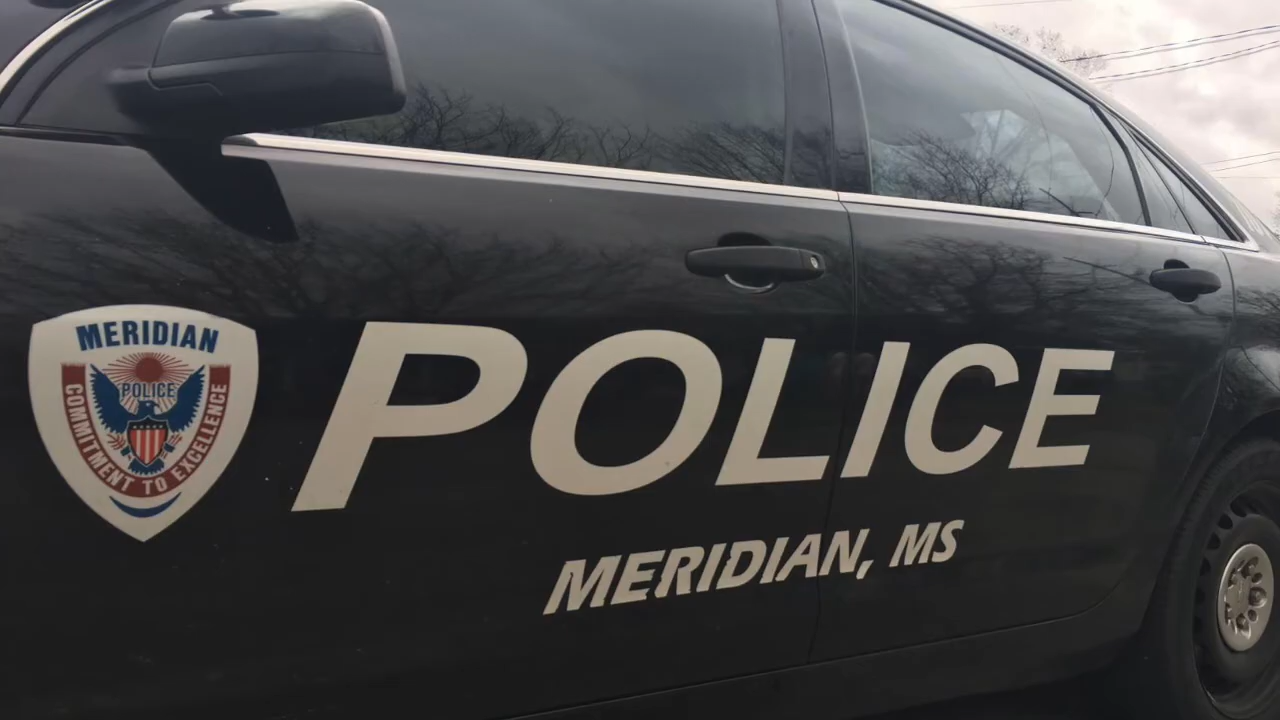 MERIDIAN
POLICE
COMMITMENT TO EXCELLENCE
POLICE
MERIDIAN, MS